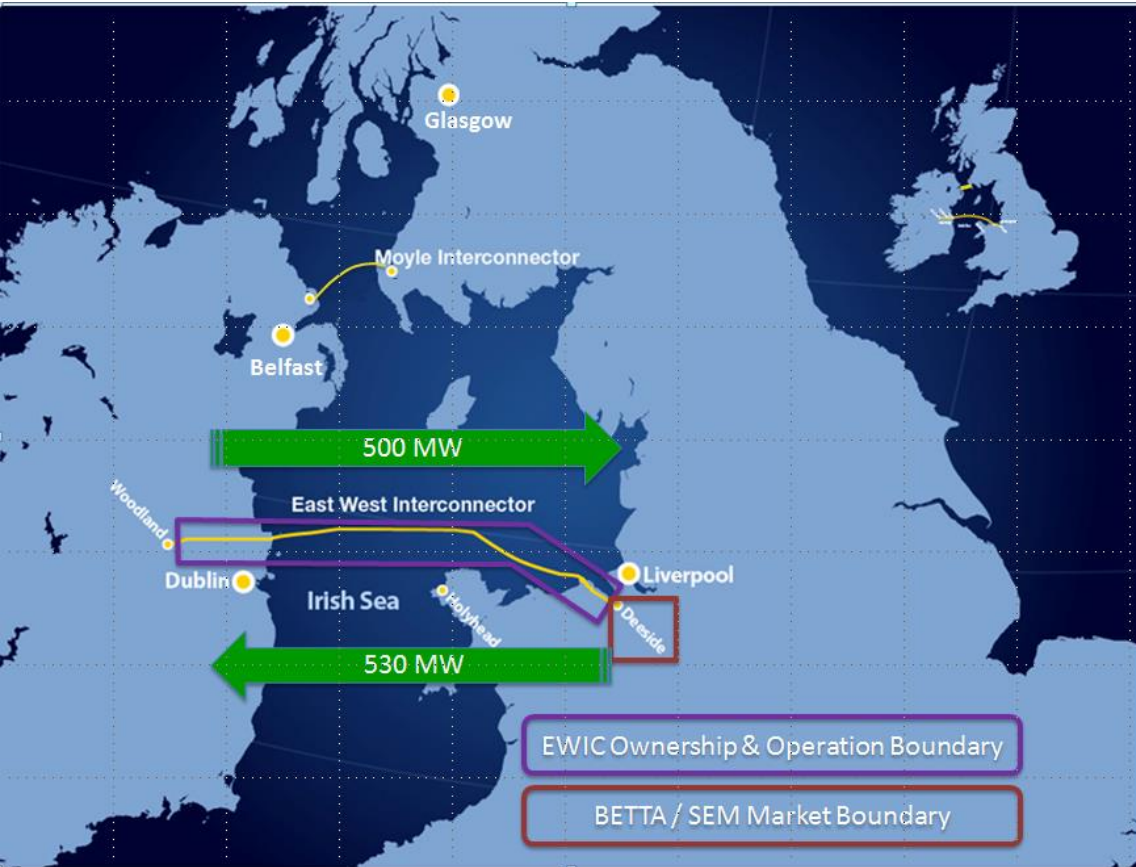 Glasgow
Moyle Interconnector
Belfast
500 MW
East West Interconnector
Woodland
Dublin
Liverpool
Irish Sea
Holyhead
Deeside
530 MW
EWIC Ownership & Operation Boundary
BETTA / SEM Market Boundary